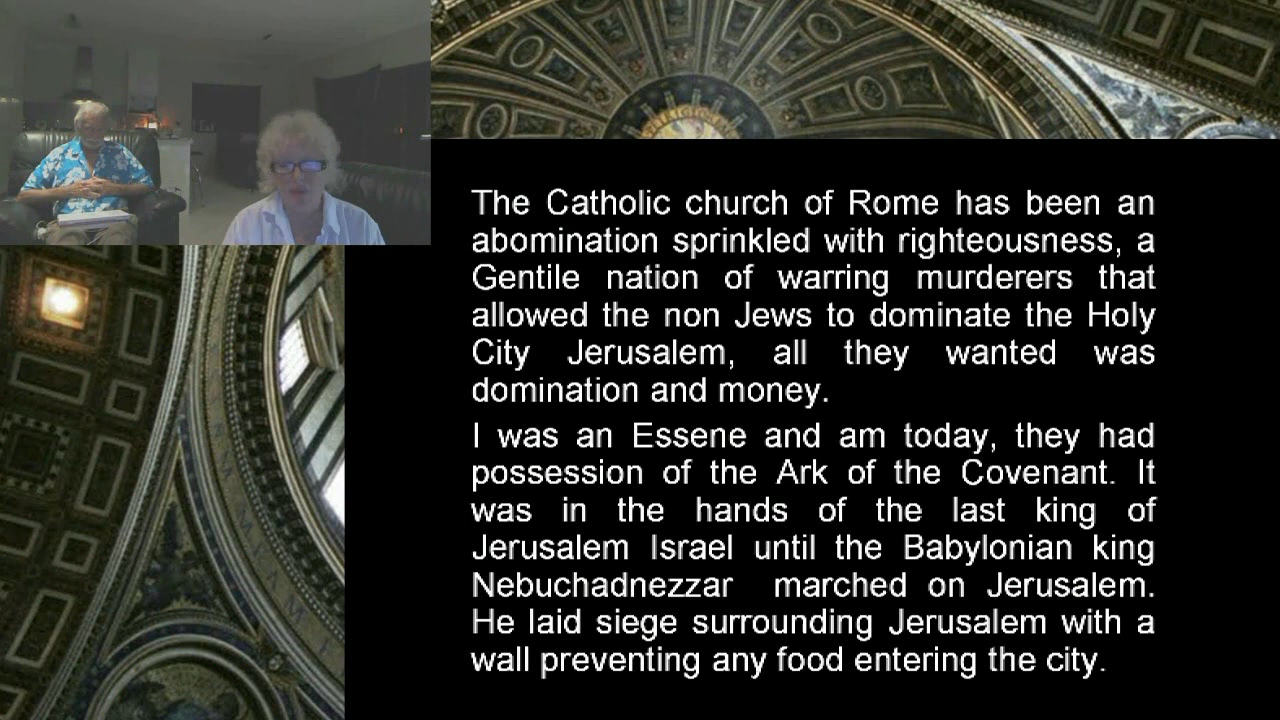 The Catholic church of Rome has been an
abomination sprinkled with righteousness, a
Gentile nation of warring murderers that
allowed the non Jews to dominate the Holy
City Jerusalem, all they wanted was
domination and money.
I was an Essene and am today, they had
possession of the Ark of the Covenant. It
was in the hands of the last king of
Jerusalem Israel until the Babylonian king
Nebuchadnezzar marched on Jerusalem.
He laid siege surrounding Jerusalem with a
wall preventing any food entering the city.